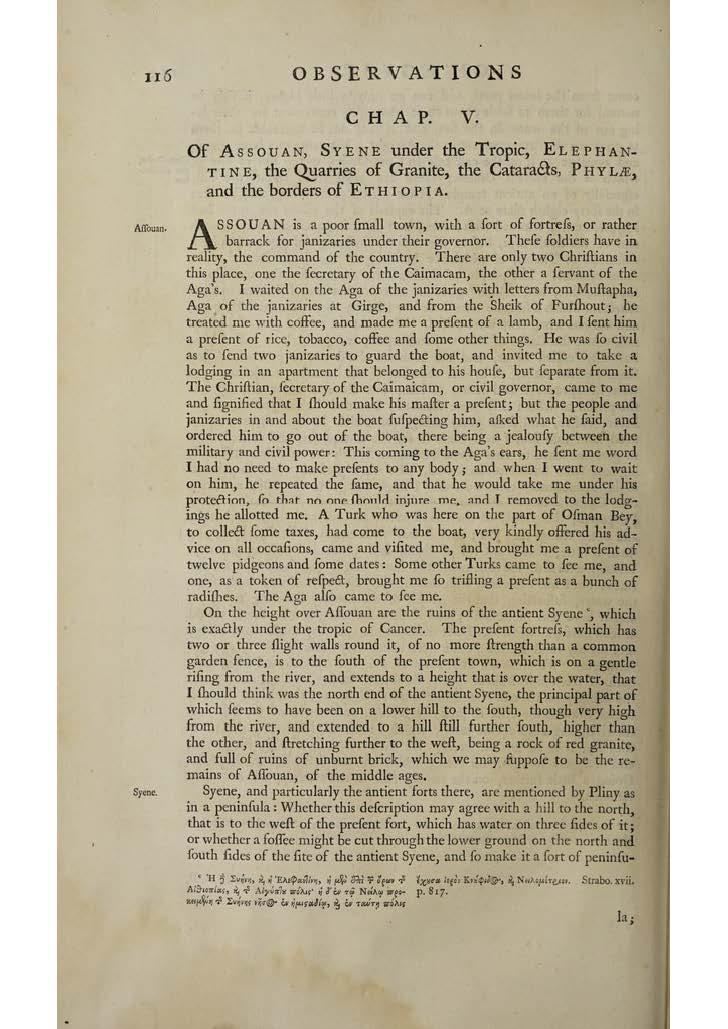 116 OBSERVATIONS
CHAP. V.
Of ASSOUAN, SYENE under the Tropic, ELEPHAN-
TINE, the Quarries of Granite, the Cataracts, PHYLÆ,
and the borders of ETHIOPIA.
Aſſouan.
ASSOUAN is a poor ſmall town, with a ſort of fortreſs, or rather
barrack for janizaries under their governor. Theſe ſoldiers have in
reality, the command of the country. There are only two Chriſtians in
this place, one the ſecretary of the Caimacam, the other a ſervant of the
Aga's. I waited on the Aga of the janizaries with letters from Muſtapha,
Aga of the janizaries at Girge, and from the Sheik of Furſhout; he
treated me with coffee, and made me a preſent of a lamb, and I ſent him
a preſent of rice, tobacco, coffee and ſome other things. He was ſo civil
as to ſend two janizaries to guard the boat, and invited me to take a
lodging in an apartment that belonged to his houſe, but ſeparate from it.
The Chriſtian, ſecretary of the Caïmaicam, or civil governor, came to me
and ſignified that I ſhould make his maſter a preſent; but the people and
janizaries in and about the boat ſuſpecting him, aſked what he ſaid, and
ordered him to go out of the boat, there being a jealouſy between the
military and civil power: This coming to the Aga's ears, he ſent me word
I had no need to make preſents to any body; and when I went to wait
on him, he repeated the ſame, and that he would take me under his
protection, ſo that no one ſhould injure me, and I removed to the lodg-
ings he allotted me. A Turk who was here on the part of Oſman Bey,
to collect ſome taxes, had come to the boat, very kindly offered his ad-
vice on all occaſions, came and viſited me, and brought me a preſent of
twelve pidgeons and ſome dates: Some other Turks came to ſee me, and
one, as a token of reſpect, brought me ſo trifling a preſent as a bunch of
radiſhes. The Aga alſo came to ſee me.
On the height over Aſſouan are the ruins of the antient Syene c, which
is exactly under the tropic of Cancer. The preſent fortreſs, which has
two or three ſlight walls round it, of no more ſtrength than a common
garden fence, is to the ſouth of the preſent town, which is on a gentle
riſing from the river, and extends to a height that is over the water, that
I ſhould think was the north end of the antient Syene, the principal part of
which ſeems to have been on a lower hill to the ſouth, though very high
from the river, and extended to a hill ſtill further ſouth, higher than
the other, and ſtretching further to the weſt, being a rock of red granite,
and full of ruins of unburnt brick, which we may ſuppoſe to be the re-
mains of Aſſouan, of the middle ages.
Syene.
Syene, and particularly the antient forts there, are mentioned by Pliny as
in a peninſula: Whether this deſcription may agree with a hill to the north,
that is to the weſt of the preſent fort, which has water on three ſides of it;
or whether a foſſee might be cut through the lower ground on the north and
ſouth ſides of the ſite of the antient Syene, and ſo make it a ſort of peninſu-
c Ἡ Συήνη, ἡ Ἐλεφαντίνη, ἡ ὅρων
Αἰθιοπίας, Αἰγύπτου πόλις· ἡ δ' ἐν τῷ Νείλῳ προ-
Συήνης νῆσος ἐν ἡμισταδίῳ, ἐν ταύτῃ πόλις
ἔχουσα ἱερὸν Κνούφιδος, Νειλομέτριον. Strabo. xvii.
p. 817.
la;